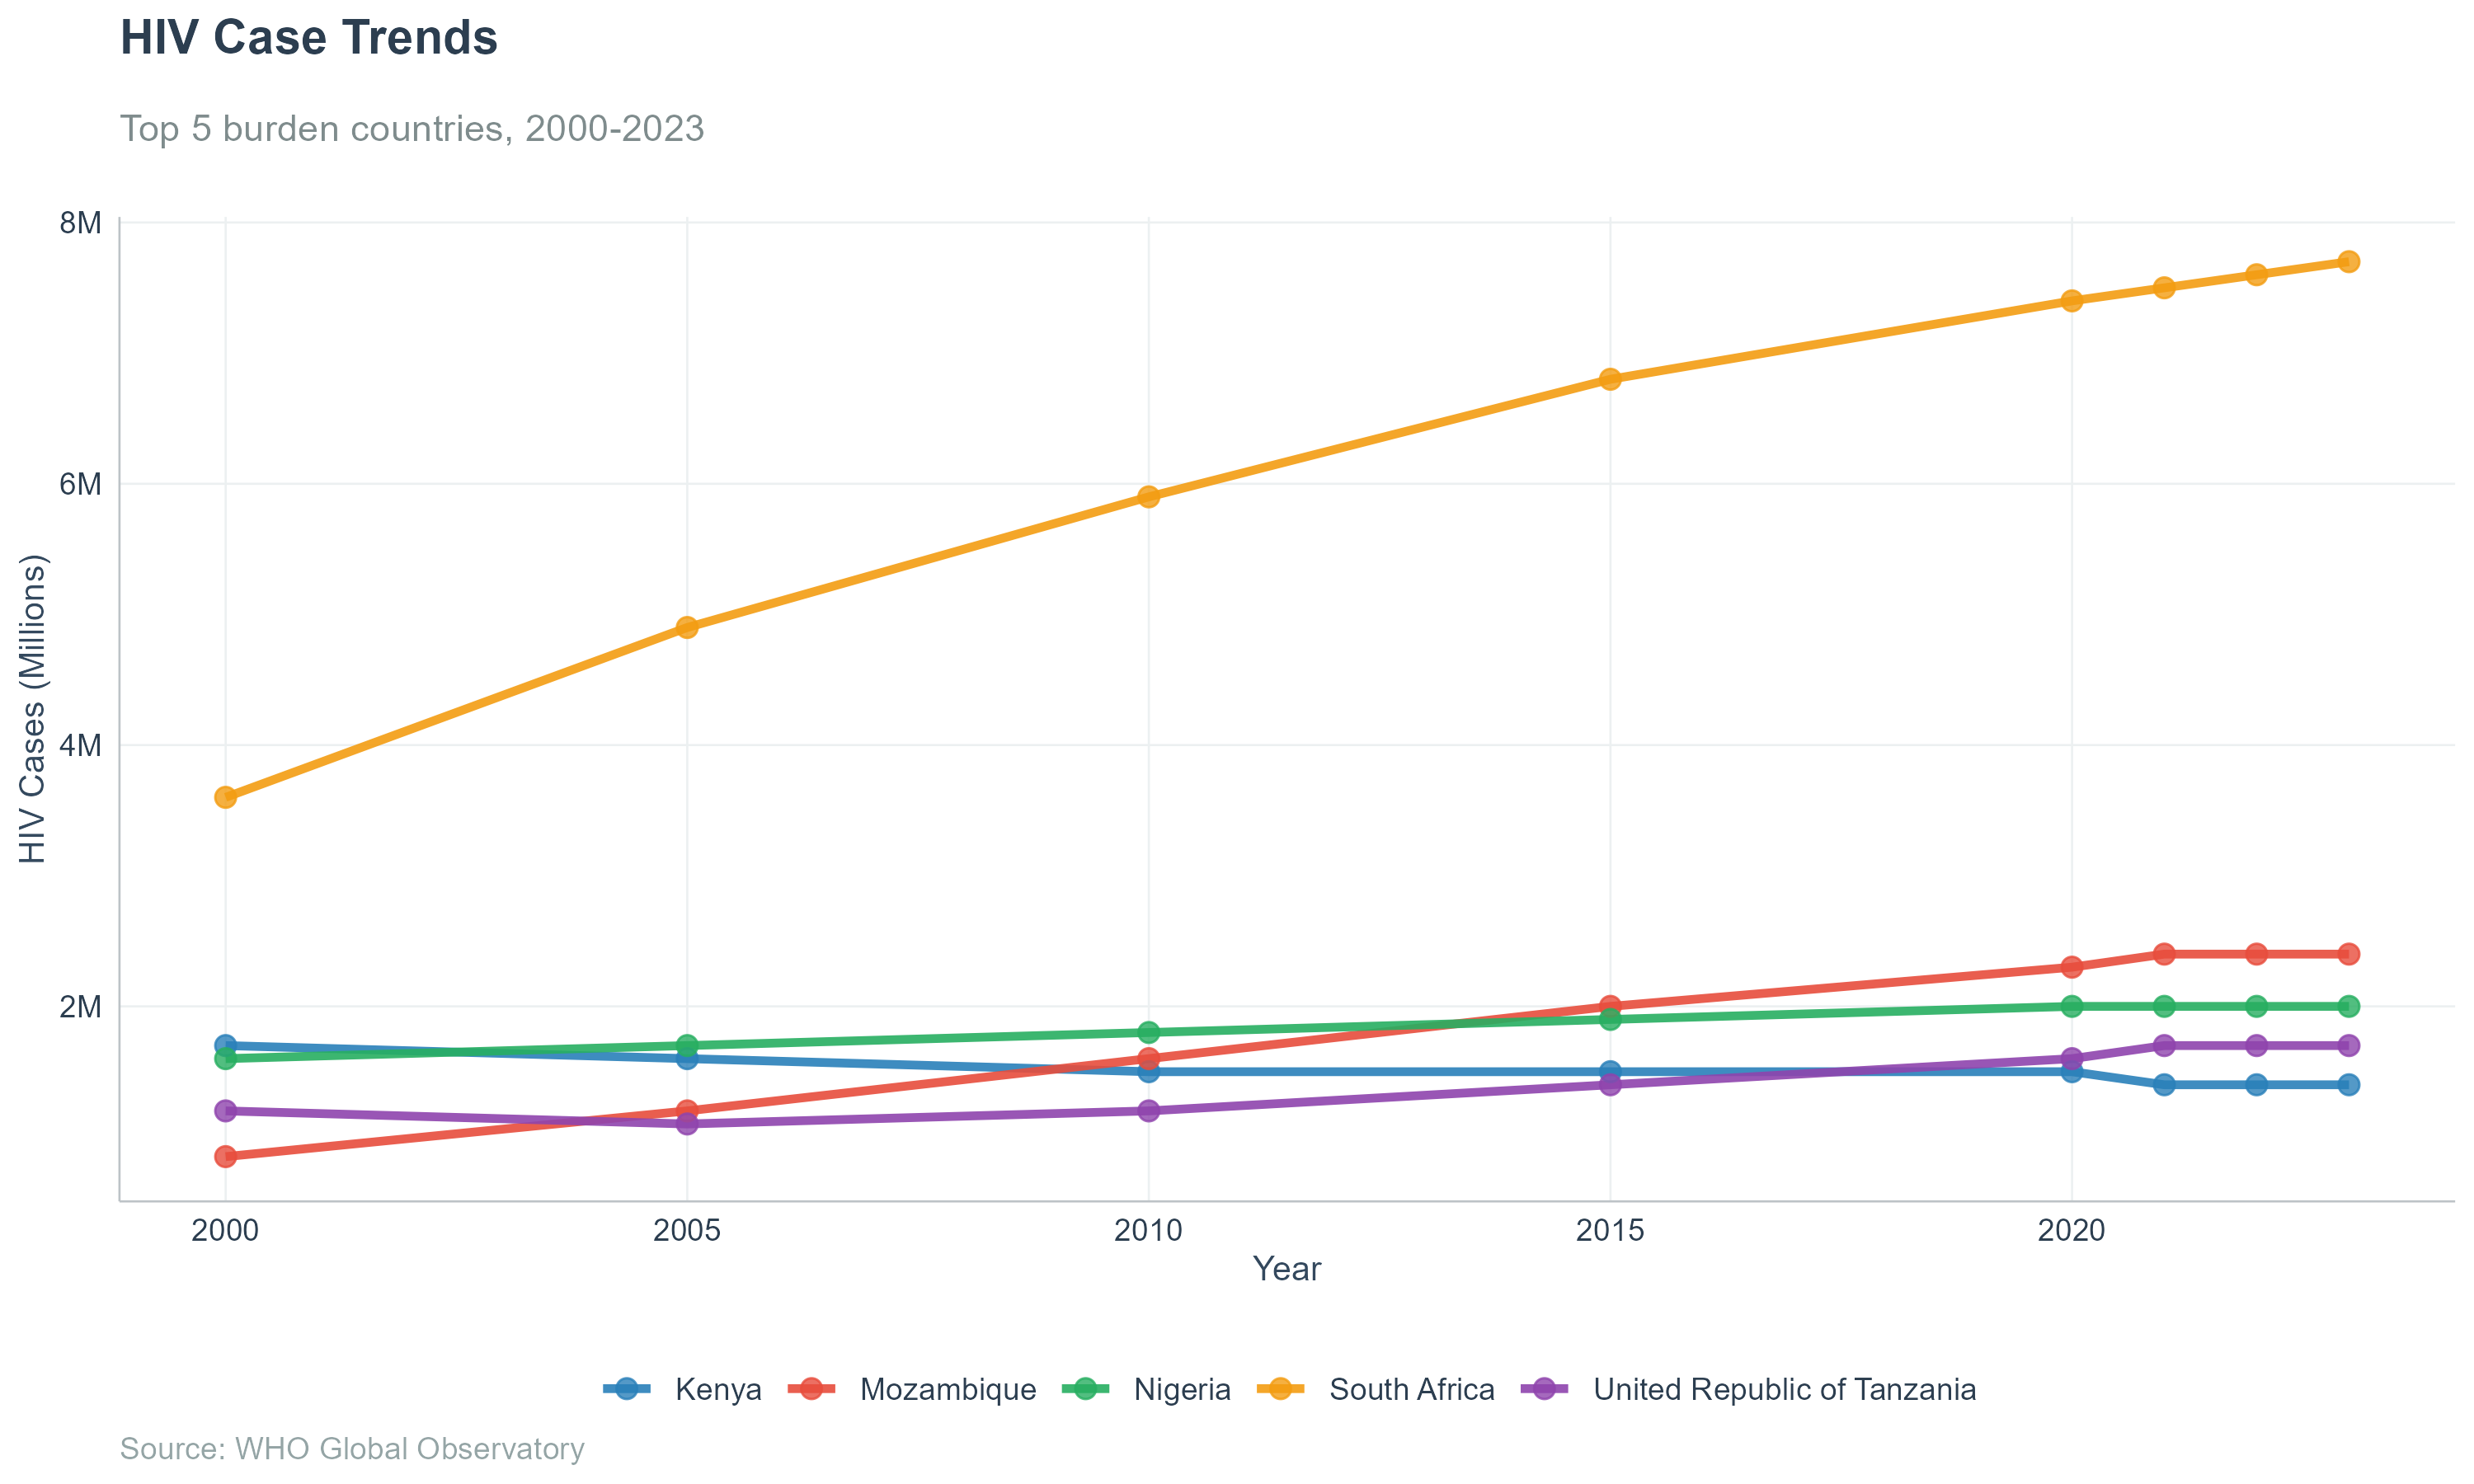 HIV Case Trends
Top 5 burden countries, 2000-2023
HIV Cases (Millions)
8M
6M
4M
2M
2000 2005 2010 2015 2020
Year
Kenya Mozambique Nigeria South Africa United Republic of Tanzania
Source: WHO Global Observatory